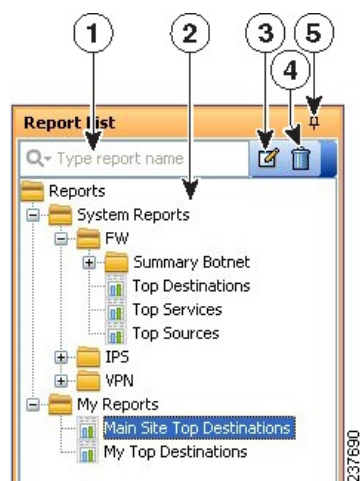 1 2 3 5
4
Report List
Type report name
Reports
System Reports
FW
Summary Botnet
Top Destinations
Top Services
Top Sources
IPS
VPN
My Reports
Main Site Top Destinations
My Top Destinations
237690